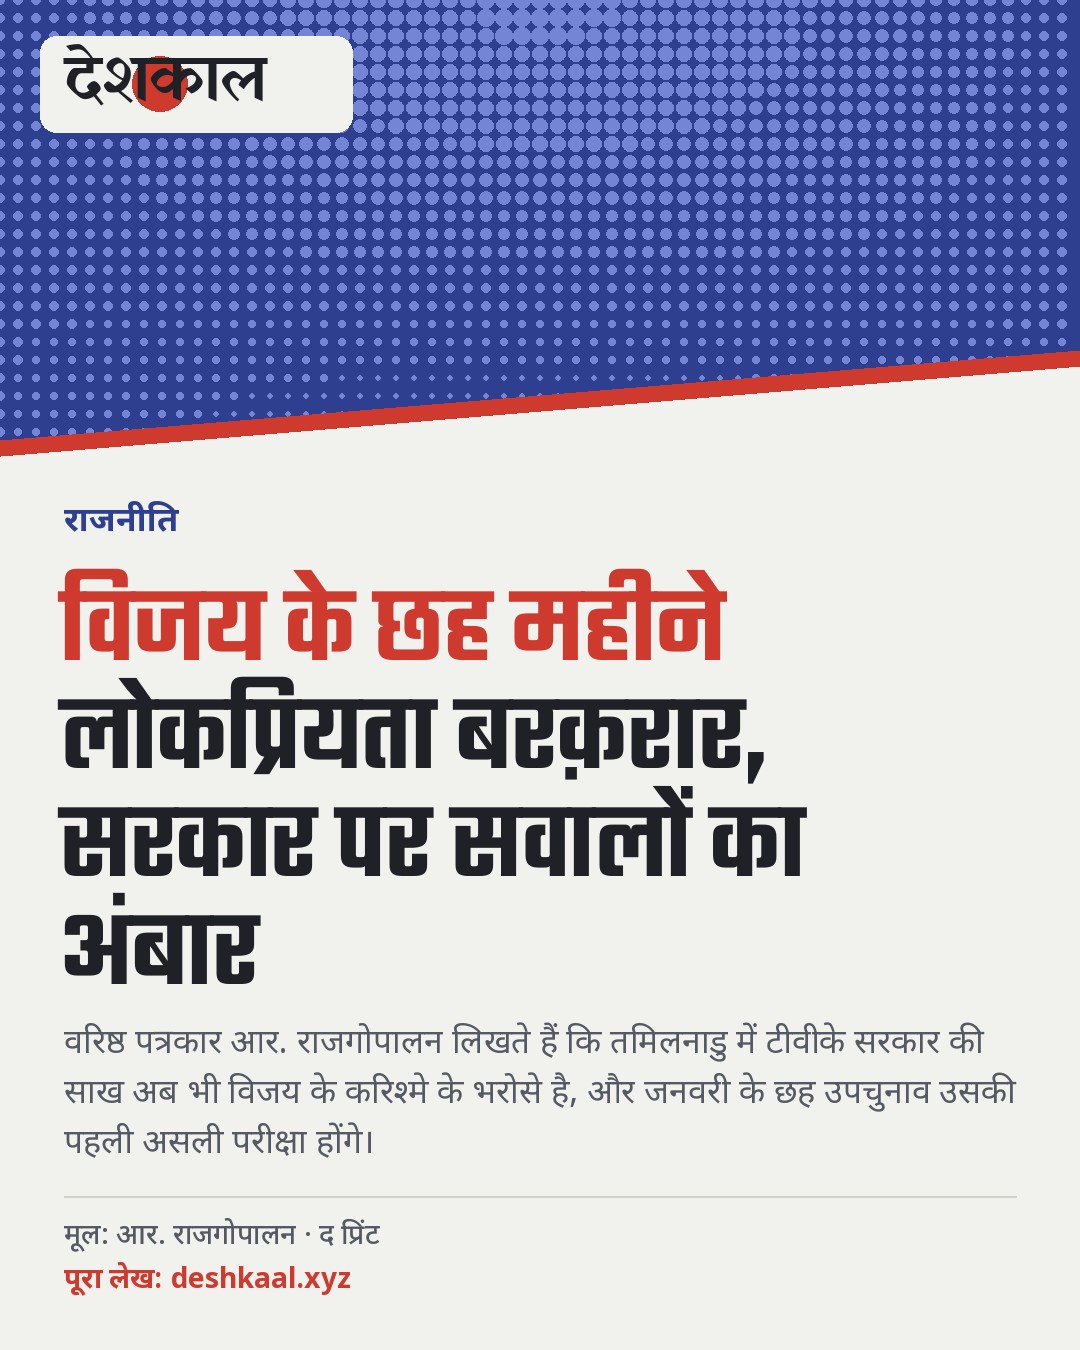 देशकाल
राजनीति
विजय के छह महीने
लोकप्रियता बरक़रार,
सरकार पर सवालों का
अंबार
वरिष्ठ पत्रकार आर. राजगोपालन लिखते हैं कि तमिलनाडु में टीवीके सरकार की
साख अब भी विजय के करिश्मे के भरोसे है, और जनवरी के छह उपचुनाव उसकी
पहली असली परीक्षा होंगे।
मूल: आर. राजगोपालन · द प्रिंट
पूरा लेख: deshkaal.xyz